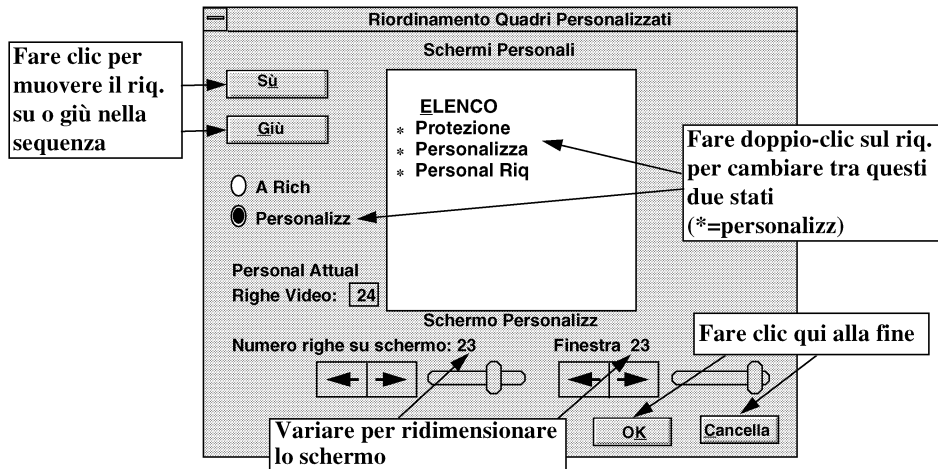 Riordinamento Quadri Personalizzati
Schermi Personali
Fare clic per
muovere il riq.
su o giù nella
sequenza
Sù
Giù
ELENCO
* Protezione
* Personalizza
* Personal Riq
Fare doppio-clic sul riq.
per cambiare tra questi
due stati
(*=personalizz)
A Rich
Personalizz
Personal Attual
Righe Video: 24
Schermo Personalizz
Numero righe su schermo: 23
Finestra 23
Fare clic qui alla fine
Variare per ridimensionare
lo schermo
OK
Cancella